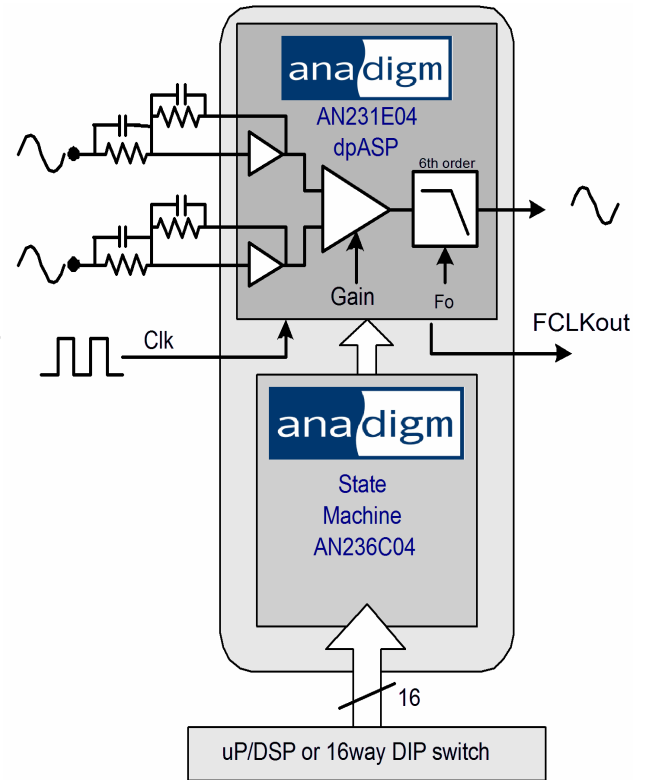 anadigm
AN231E04
dpASP
6th order
Gain
Fo
FCLKout
Clk
anadigm
State
Machine
AN236C04
16
uP/DSP or 16way DIP switch